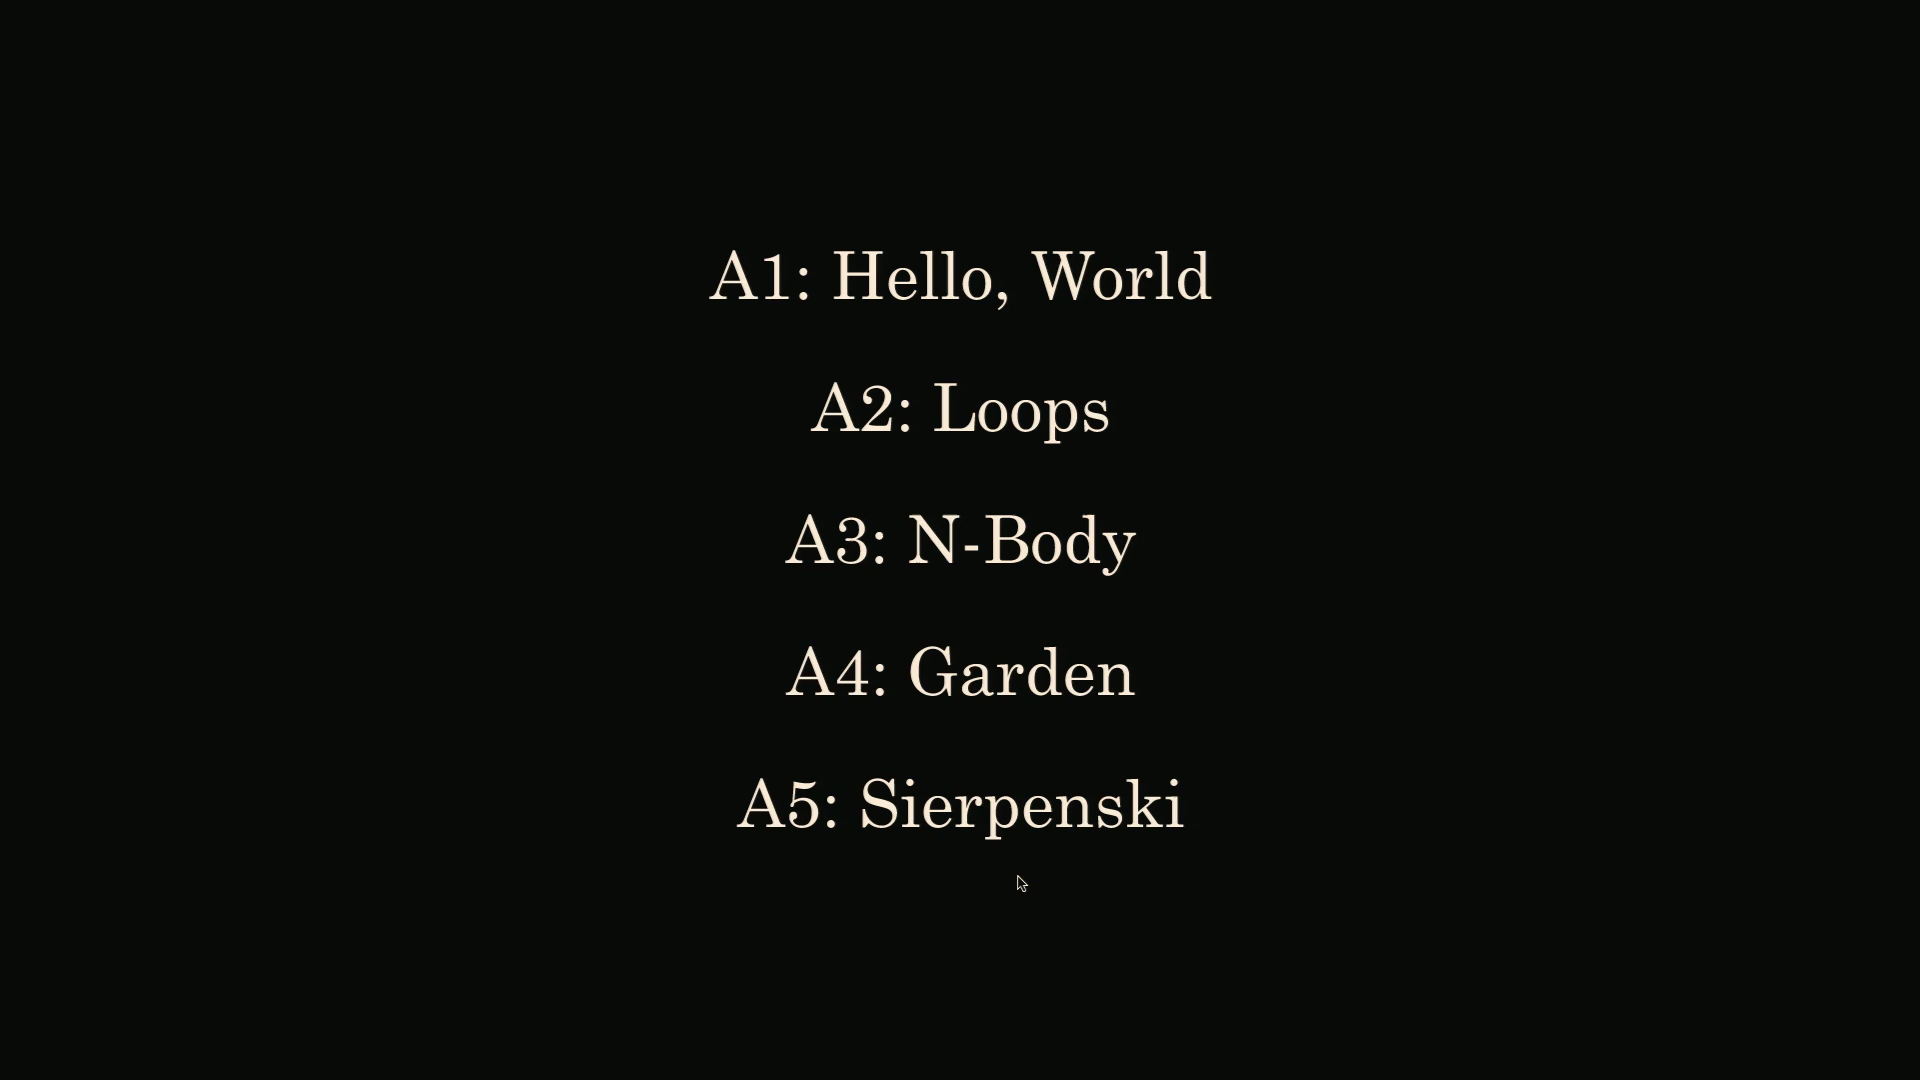 A1: Hello, World
A2: Loops
A3: N-Body
A4: Garden
A5: Sierpenski